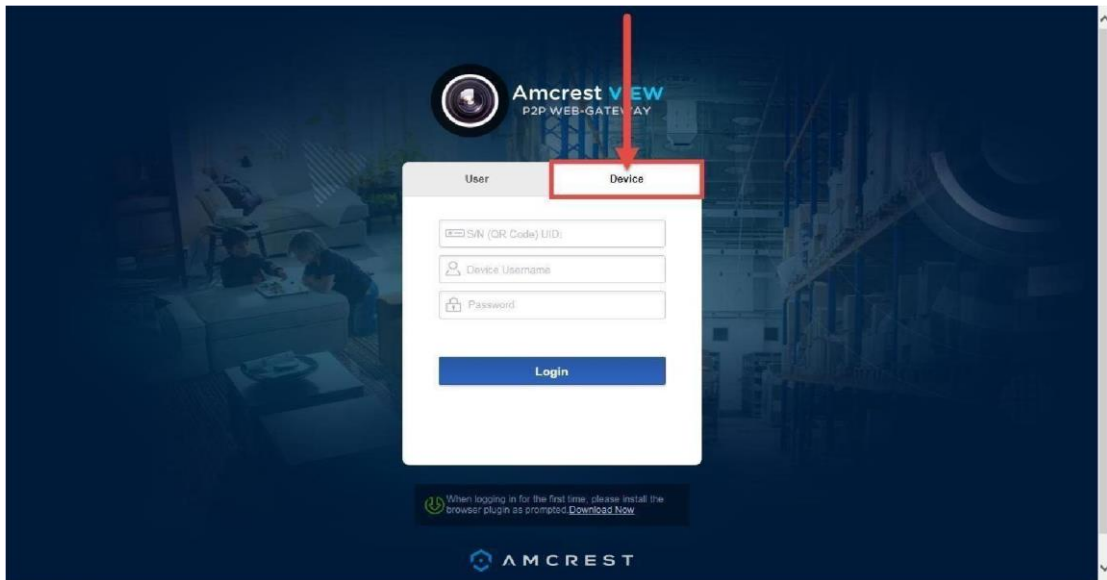 Amcrest VIEW
P2P WEB-GATEWAY
User
Device
S/N (QR Code) UID:
Device Username
Password
Login
When logging in for the first time, please install the
browser plugin as prompted.Download Now
AMCREST